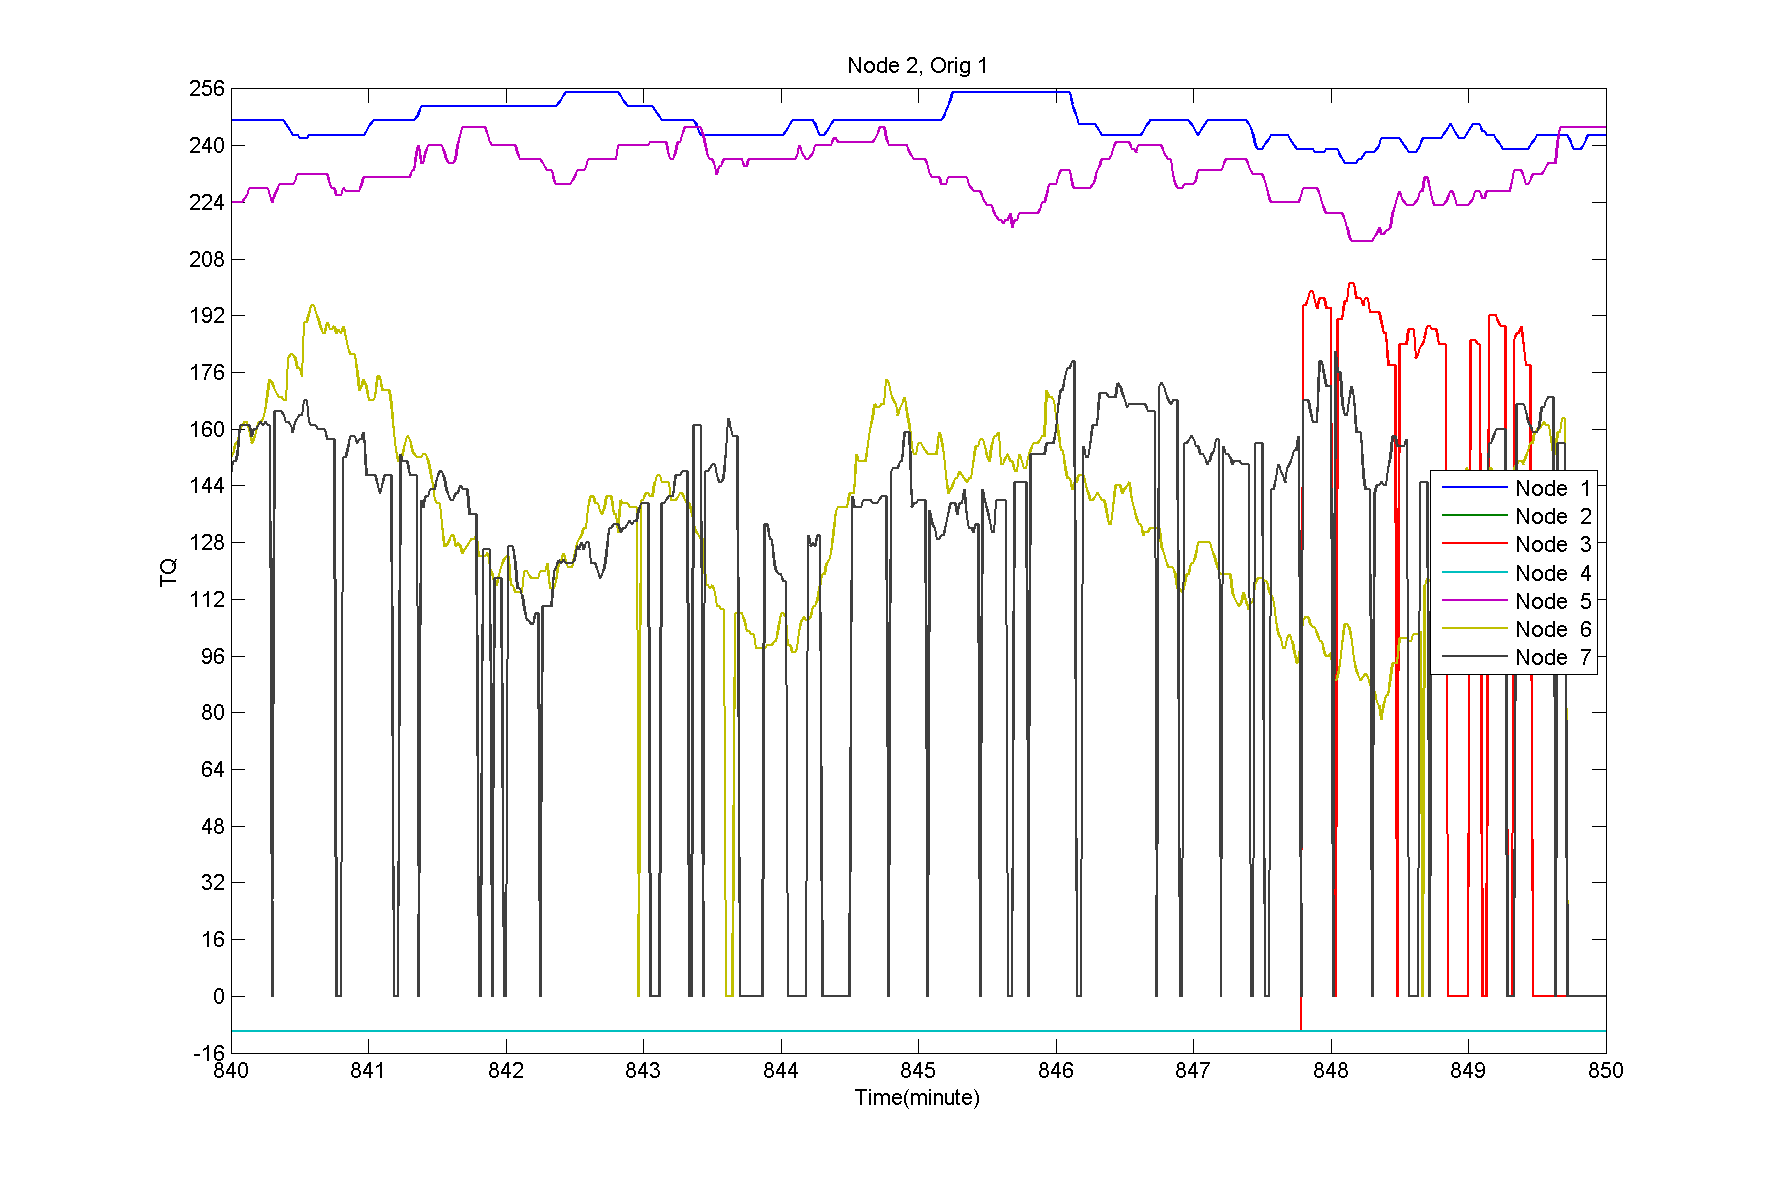 Node 2, Orig 1
256
240
224
208
192
176
160
144
128
112
96
80
64
48
32
16
0
-16
TQ
Node 1
Node 2
Node 3
Node 4
Node 5
Node 6
Node 7
840 841 842 843 844 845 846 847 848 849 850
Time(minute)